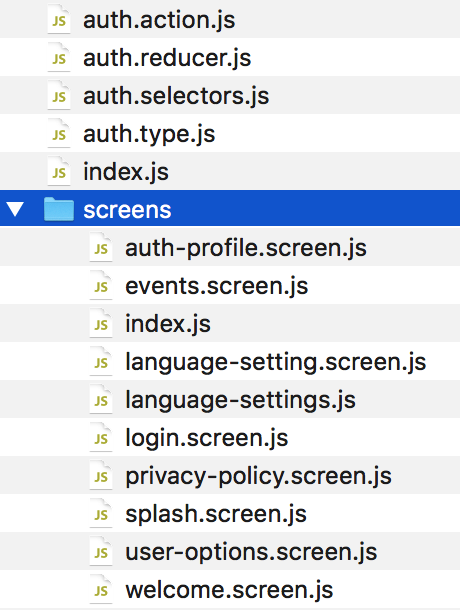 JS auth.action.js
JS auth.reducer.js
JS auth.selectors.js
JS auth.type.js
JS index.js
screens
JS auth-profile.screen.js
JS events.screen.js
JS index.js
JS language-setting.screen.js
JS language-settings.js
JS login.screen.js
JS privacy-policy.screen.js
JS splash.screen.js
JS user-options.screen.js
JS welcome.screen.js